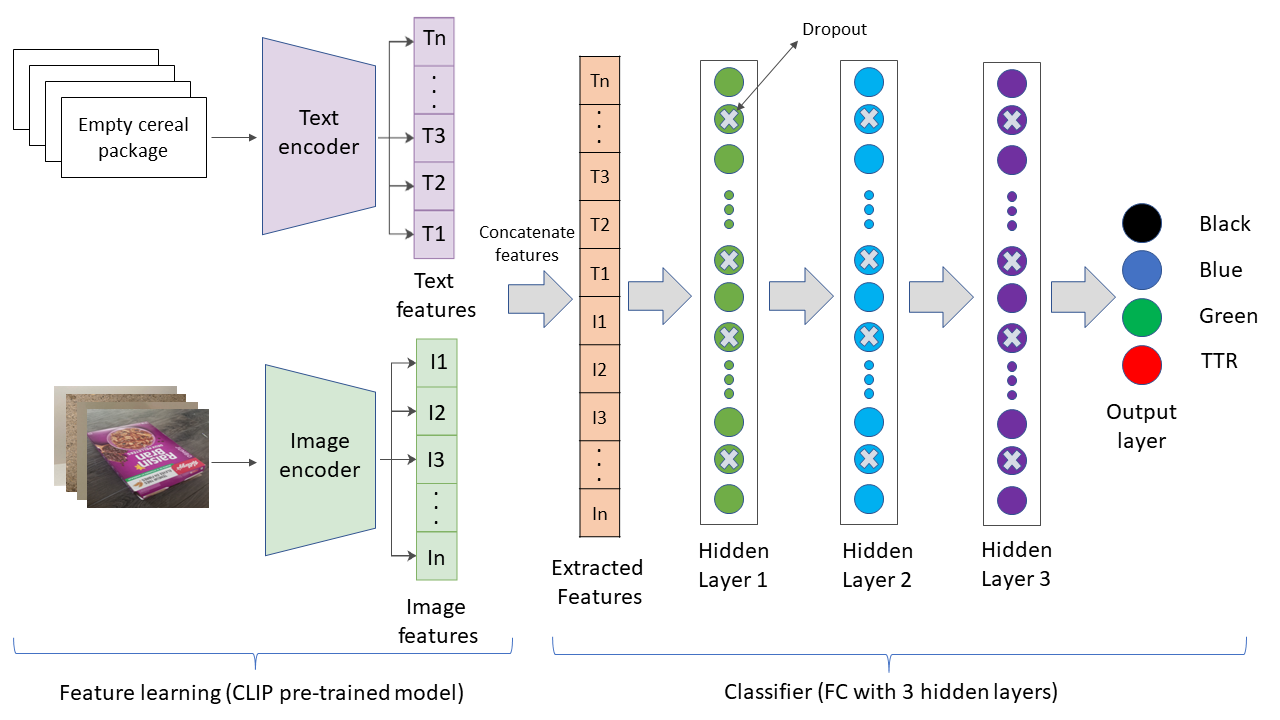 Empty cereal
package
Text
encoder
Tn
T3
T2
T1
Text
features
Raisin
Bran
Kellogg's
Image
encoder
I1
I2
I3
In
Image
features
Feature learning (CLIP pre-trained model)
Concatenate
features
Tn
T3
T2
T1
I1
I2
I3
In
Extracted
Features
Dropout
Hidden
Layer 1
Hidden
Layer 2
Hidden
Layer 3
Black
Blue
Green
TTR
Output
layer
Classifier (FC with 3 hidden layers)